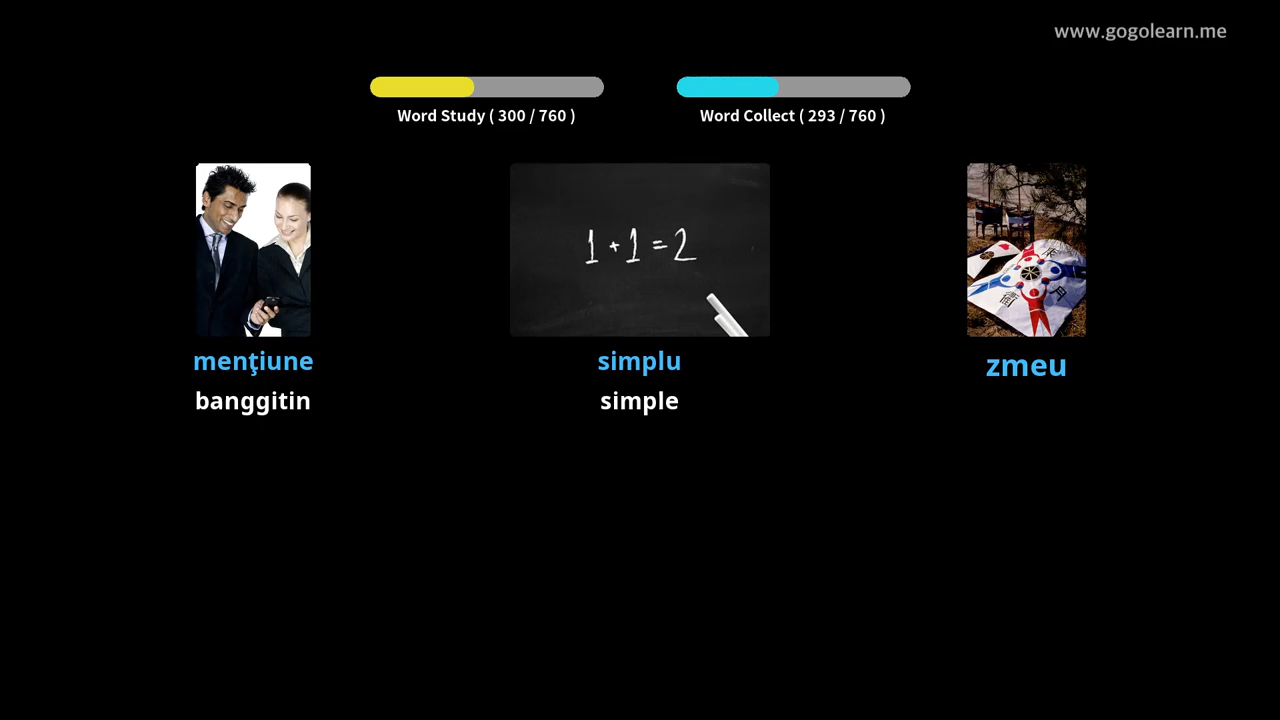 www.gogolearn.me
Word Study ( 300 / 760 )
Word Collect ( 293 / 760 )
1 + 1 = 2
menţiune
simplu
zmeu
banggitin
simple